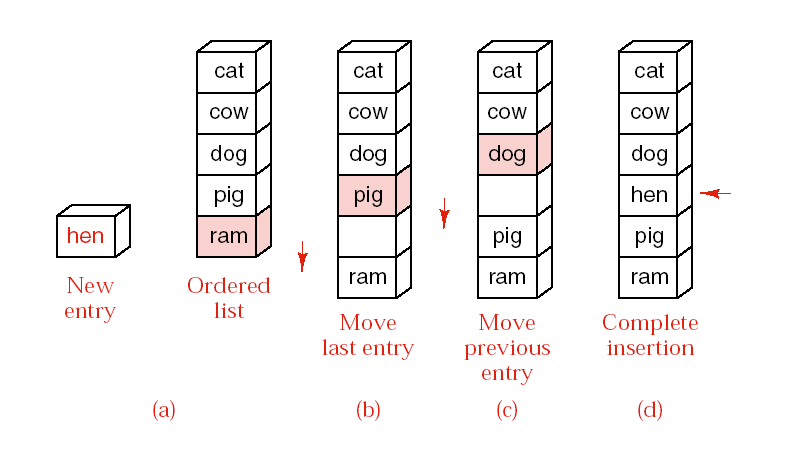 hen
New
entry
cat
cow
dog
pig
ram
Ordered
list
(a)
cat
cow
dog
pig
ram
Move
last entry
(b)
cat
cow
dog
pig
ram
Move
previous
entry
(c)
cat
cow
dog
hen
pig
ram
Complete
insertion
(d)